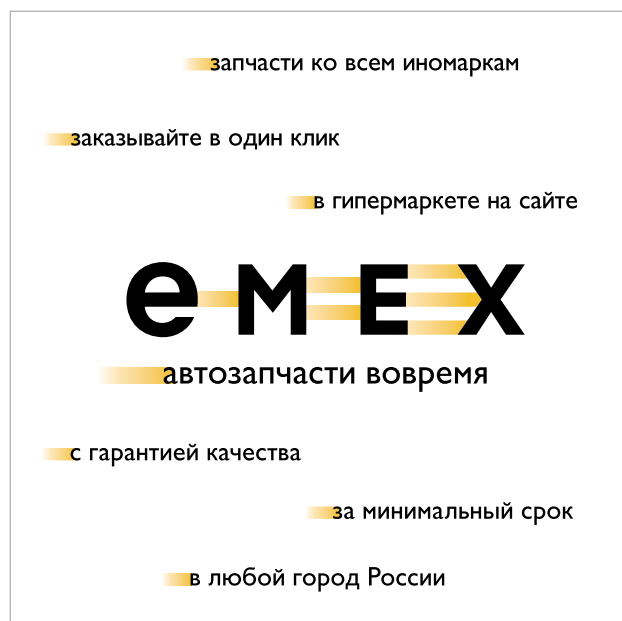 запчасти ко всем иномаркам
заказывайте в один клик
в гипермаркете на сайте
емех
автозапчасти вовремя
с гарантией качества
за минимальный срок
в любой город России